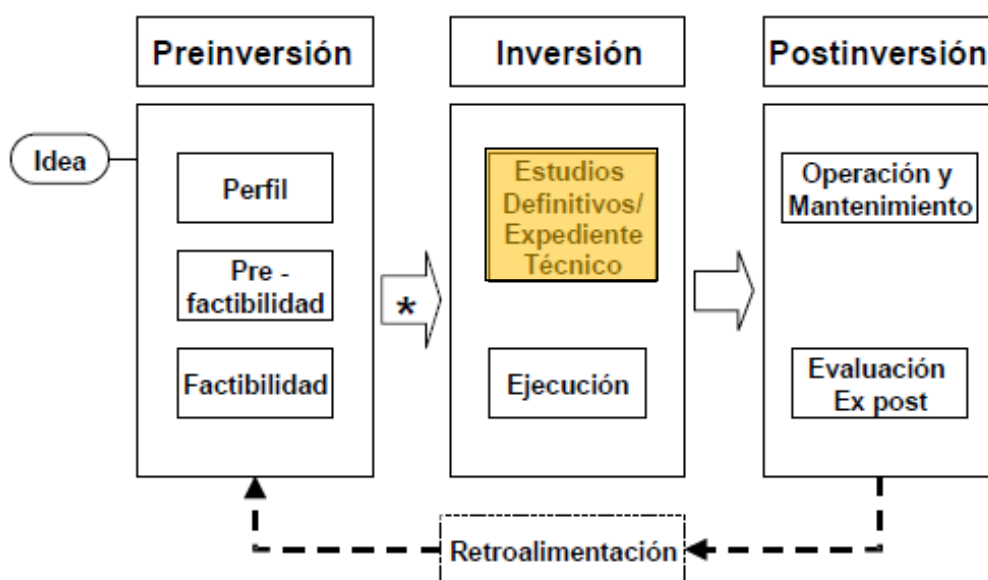 Preinversión
Inversión
Postinversión
Idea
Perfil
Pre -
factibilidad
Factibilidad
*
Estudios
Definitivos/
Expediente
Técnico
Ejecución
Operación y
Mantenimiento
Evaluación
Ex post
Retroalimentación